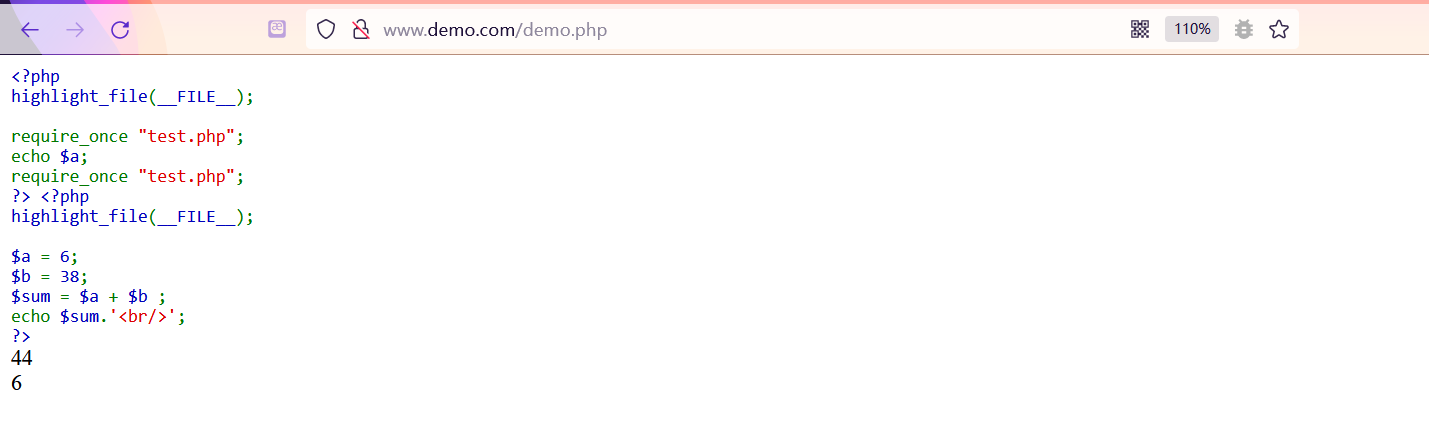 www.demo.com/demo.php 110%
<?php
highlight_file(__FILE__);
require_once "test.php";
echo $a;
require_once "test.php";
?> <?php
highlight_file(__FILE__);
$a = 6;
$b = 38;
$sum = $a + $b ;
echo $sum.'<br/>';
?>
44
6